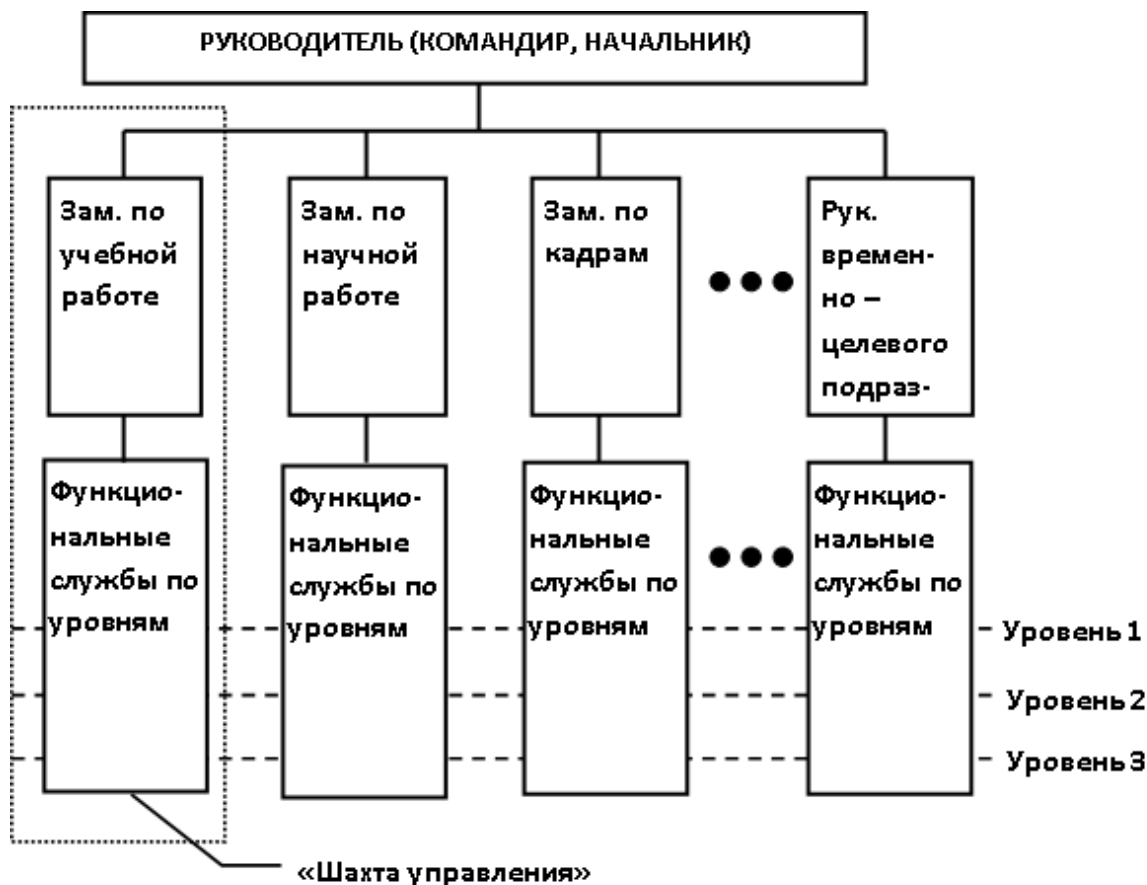 РУКОВОДИТЕЛЬ (КОМАНДИР, НАЧАЛЬНИК)
Зам. по
учебной
работе
Зам. по
научной
работе
Зам. по
кадрам
Рук.
времен-
но –
целевого
подраз-
Функцио-
нальные
службы по
уровням
Функцио-
нальные
службы по
уровням
Функцио-
нальные
службы по
уровням
Функцио-
нальные
службы по
уровням
Уровень 1
Уровень 2
Уровень 3
«Шахта управления»